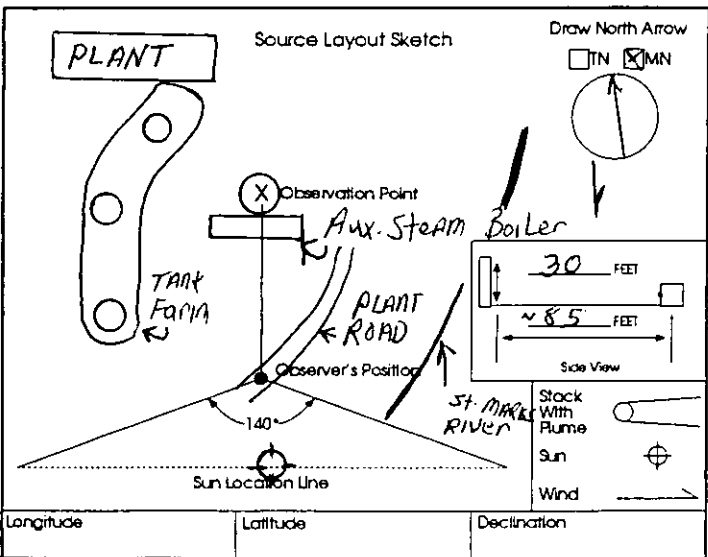 Source Layout Sketch
Draw North Arrow
TN MN
PLANT
X Observation Point
Aux. Steam Boiler
Tank
Farm
PLANT
ROAD
30 FEET
~85 FEET
Side View
Observer's Position
140°
St. Marks
River
Sun Location Line
Stack
With
Plume
Sun
Wind
Longitude
Latitude
Declination